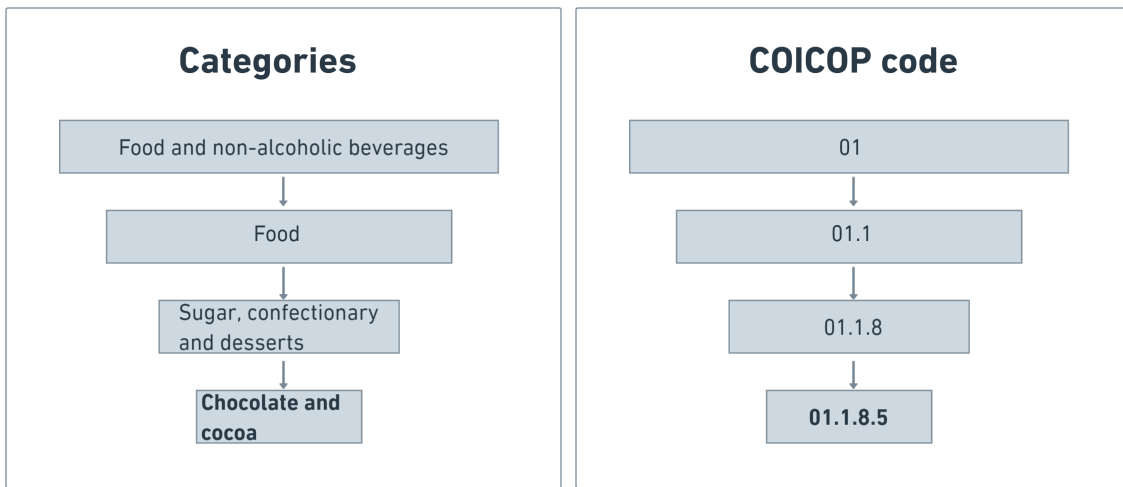 Categories
Food and non-alcoholic beverages
Food
Sugar, confectionary
and desserts
Chocolate and
cocoa
COICOP code
01
01.1
01.1.8
01.1.8.5